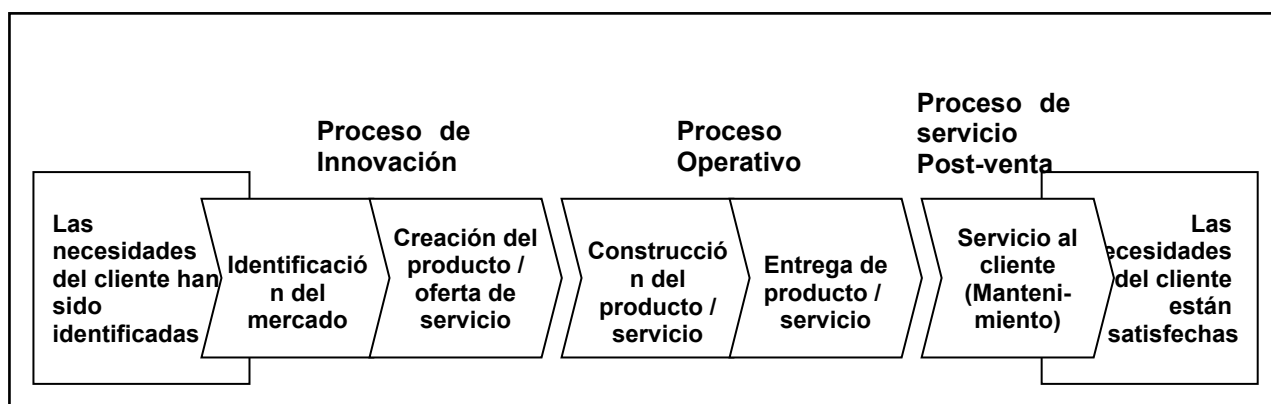 Proceso de
Innovación
Proceso
Operativo
Proceso de
servicio
Post-venta
Las
necesidades
del cliente han
sido
identificadas
Identificació
n del
mercado
Creación del
producto /
oferta de
servicio
Construcció
n del
producto /
servicio
Entrega de
producto /
servicio
Servicio al
cliente
(Manteni-
miento)
Las
ecesidades
del cliente
están
satisfechas